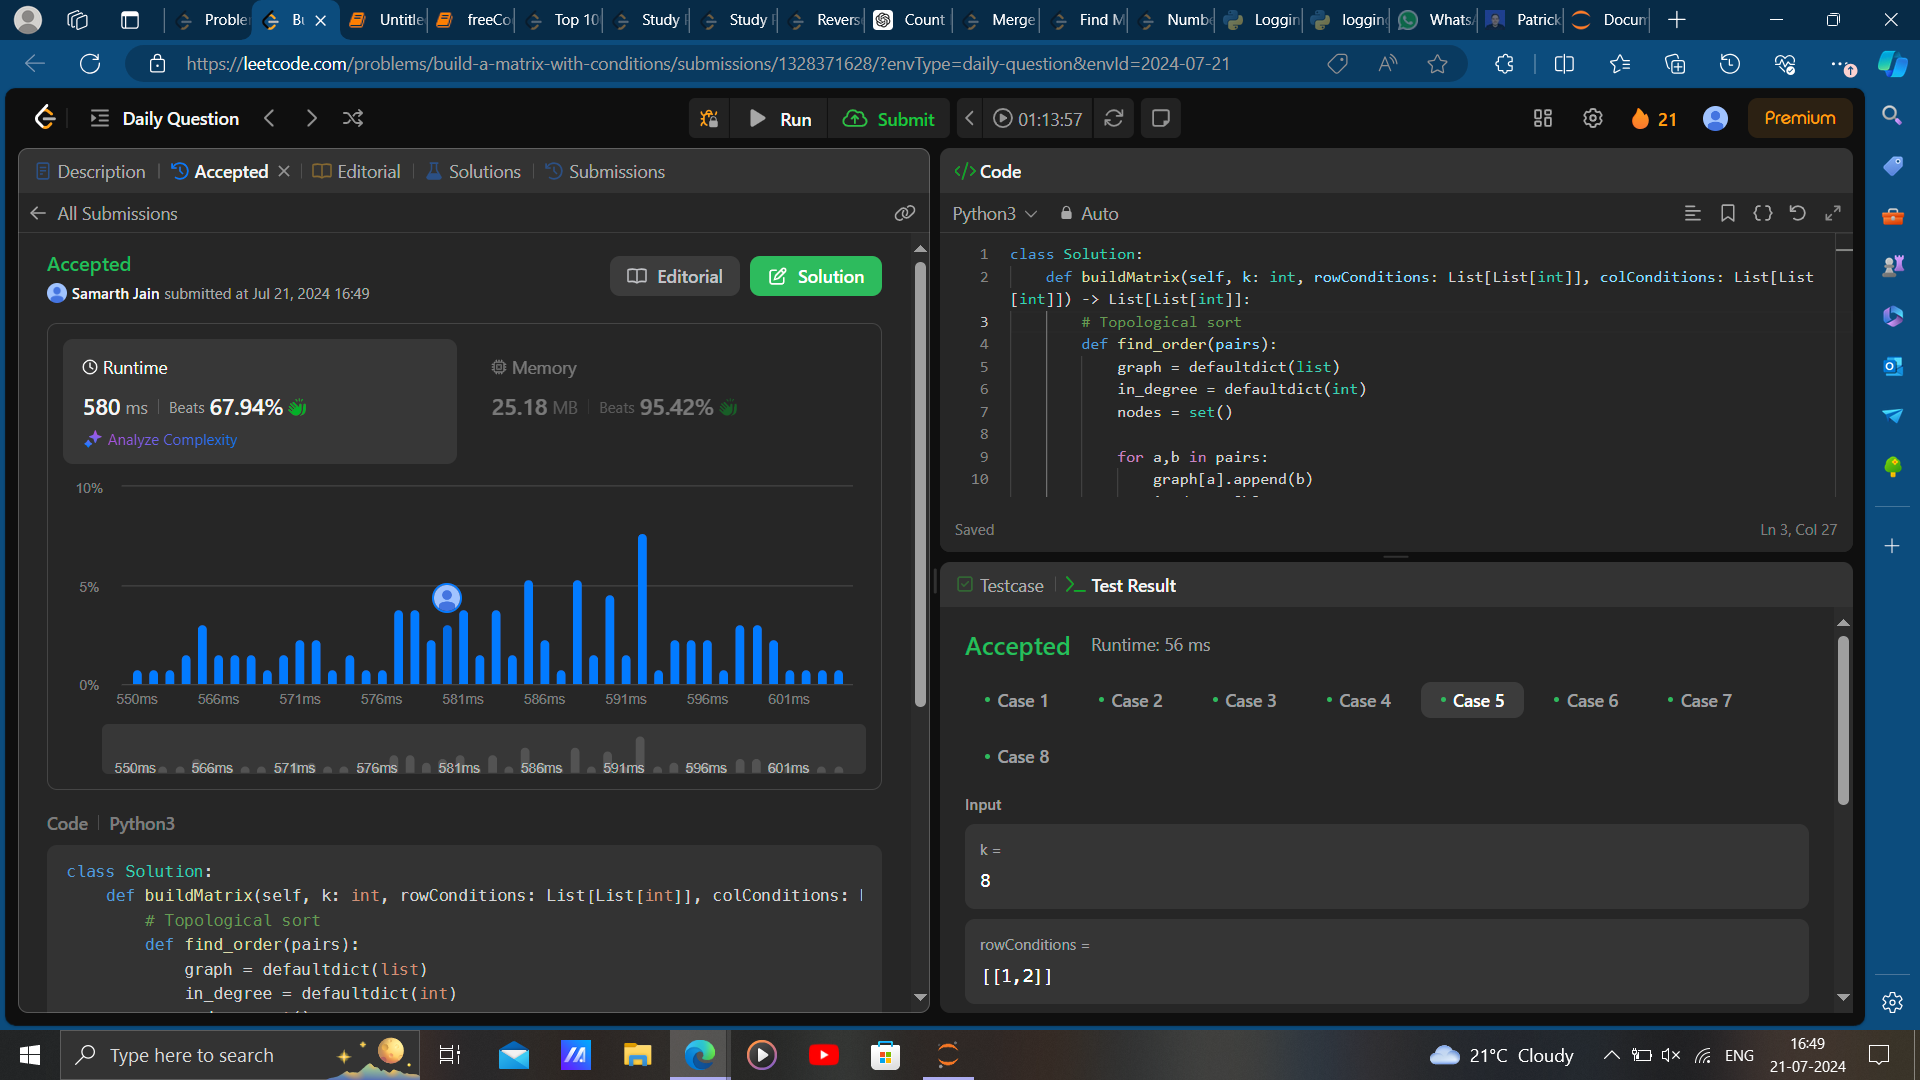 Proble
Bu
Untitle
freeCo
Top 10
Study
Study
Revers
Count
Merge
Find M
Numb
Loggin
logging
Whats
Patrick
Docum
https://leetcode.com/problems/build-a-matrix-with-conditions/submissions/1328371628/?envType=daily-question&envId=2024-07-21
Daily Question
Run
Submit
01:13:57
21
Premium
Description
Accepted
Editorial
Solutions
Submissions
All Submissions
Accepted
Editorial
Solution
Samarth Jain submitted at Jul 21, 2024 16:49
Runtime
580 ms Beats 67.94%
Analyze Complexity
Memory
25.18 MB Beats 95.42%
10%
5%
0%
550ms 566ms 571ms 576ms 581ms 586ms 591ms 596ms 601ms
550ms 566ms 571ms 576ms 581ms 586ms 591ms 596ms 601ms
Code Python3
class Solution:
def buildMatrix(self, k: int, rowConditions: List[List[int]], colConditions:
# Topological sort
def find_order(pairs):
graph = defaultdict(list)
in_degree = defaultdict(int)
Code
Python3
Auto
1 class Solution:
2 def buildMatrix(self, k: int, rowConditions: List[List[int]], colConditions: List[List
[int]]) -> List[List[int]]:
3 # Topological sort
4 def find_order(pairs):
5 graph = defaultdict(list)
6 in_degree = defaultdict(int)
7 nodes = set()
8
9 for a,b in pairs:
10 graph[a].append(b)
Saved
Ln 3, Col 27
Testcase
Test Result
Accepted Runtime: 56 ms
Case 1 Case 2 Case 3 Case 4 Case 5 Case 6 Case 7
Case 8
Input
k =
8
rowConditions =
[[1,2]]
Type here to search
21°C Cloudy
ENG
16:49
21-07-2024